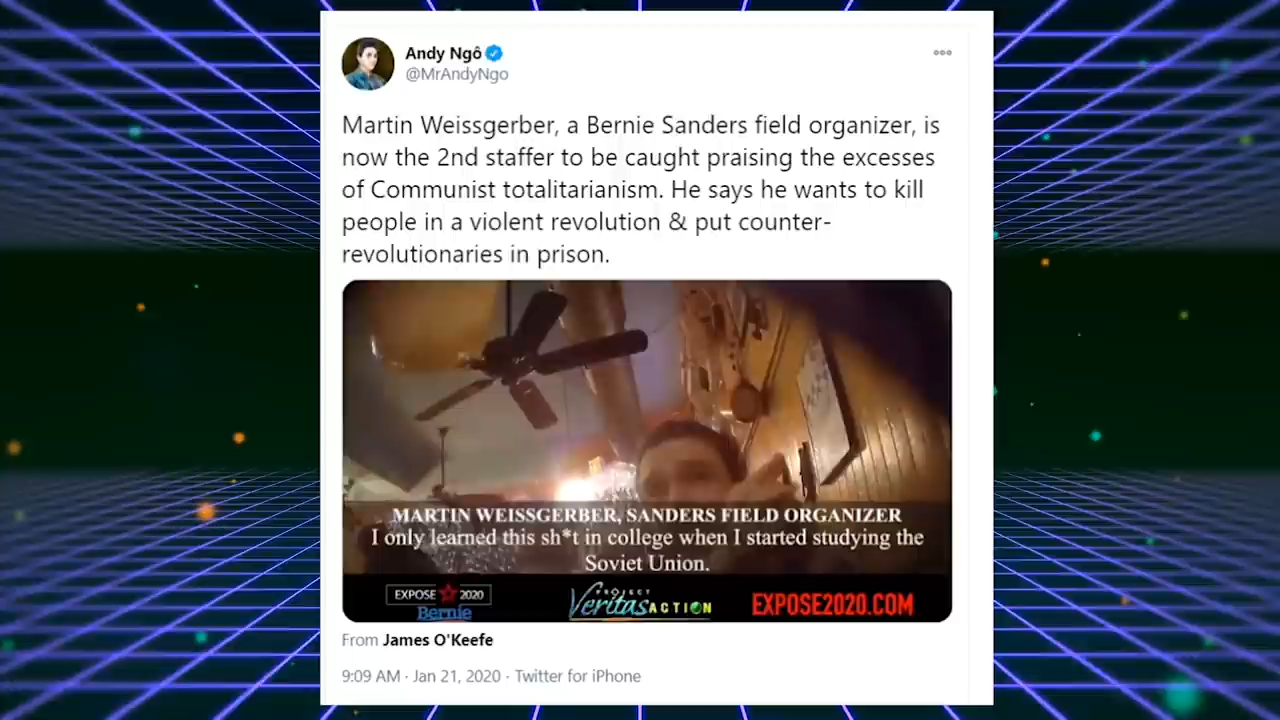 Andy Ngô
@MrAndyNgo
Martin Weissgerber, a Bernie Sanders field organizer, is
now the 2nd staffer to be caught praising the excesses
of Communist totalitarianism. He says he wants to kill
people in a violent revolution & put counter-
revolutionaries in prison.
MARTIN WEISSGERBER, SANDERS FIELD ORGANIZER
I only learned this sh*t in college when I started studying the
Soviet Union.
EXPOSE 2020
Bernie
PROJECT
Veritas ACTION
EXPOSE2020.COM
From James O'Keefe
9:09 AM · Jan 21, 2020 · Twitter for iPhone